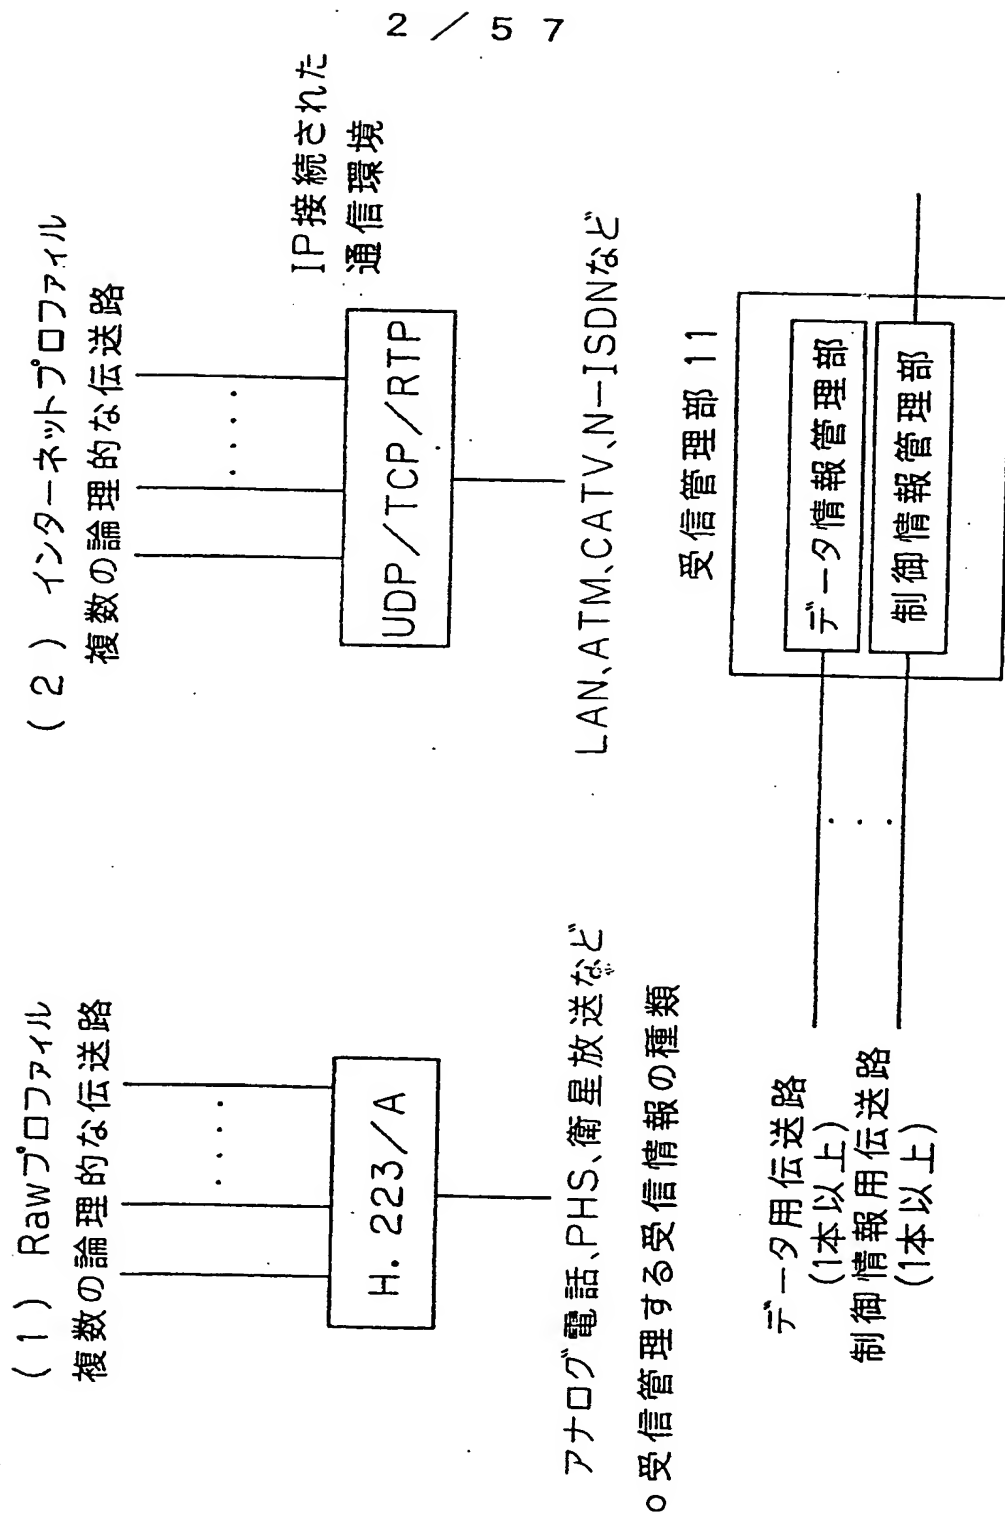 2／57
(1) Rawプロファイル
複数の論理的な伝送路
H.223/A
アナログ電話、PHS、衛星放送など
(2) インターネットプロファイル
複数の論理的な伝送路
IP接続された
通信環境
UDP/TCP/RTP
LAN、ATM、CATV、N-ISDNなど
○受信管理する受信情報の種類
データ用伝送路
(1本以上)
制御情報用伝送路
(1本以上)
受信管理部 11
データ情報管理部
制御情報管理部